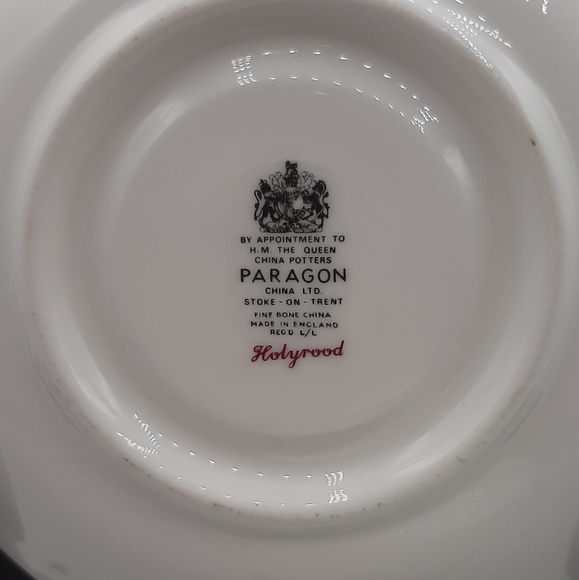 BY APPOINTMENT TO
H.M. THE QUEEN
CHINA POTTERS
PARAGON
CHINA LTD.
STOKE-ON-TRENT
FINE BONE CHINA
MADE IN ENGLAND
REGD L/L
Holyrood